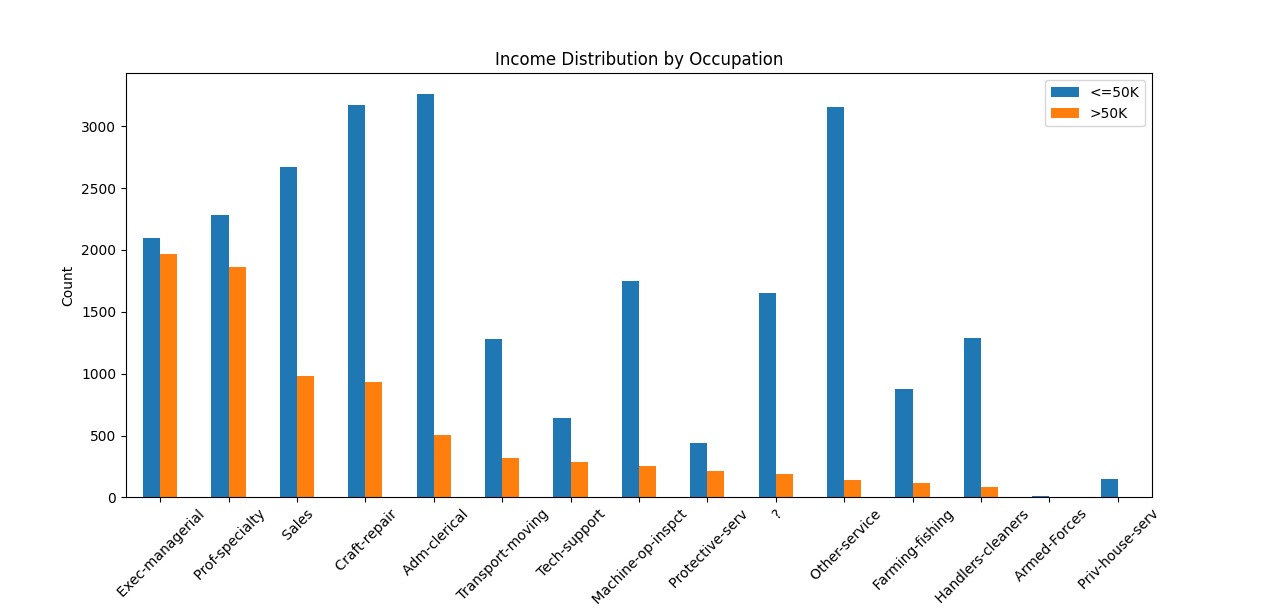 Income Distribution by Occupation
<=50K
>50K
Count
3000
2500
2000
1500
1000
500
0
Exec-managerial
Prof-specialty
Sales
Craft-repair
Adm-clerical
Transport-moving
Tech-support
Machine-op-inspct
Protective-serv
?
Other-service
Farming-fishing
Handlers-cleaners
Armed-Forces
Priv-house-serv